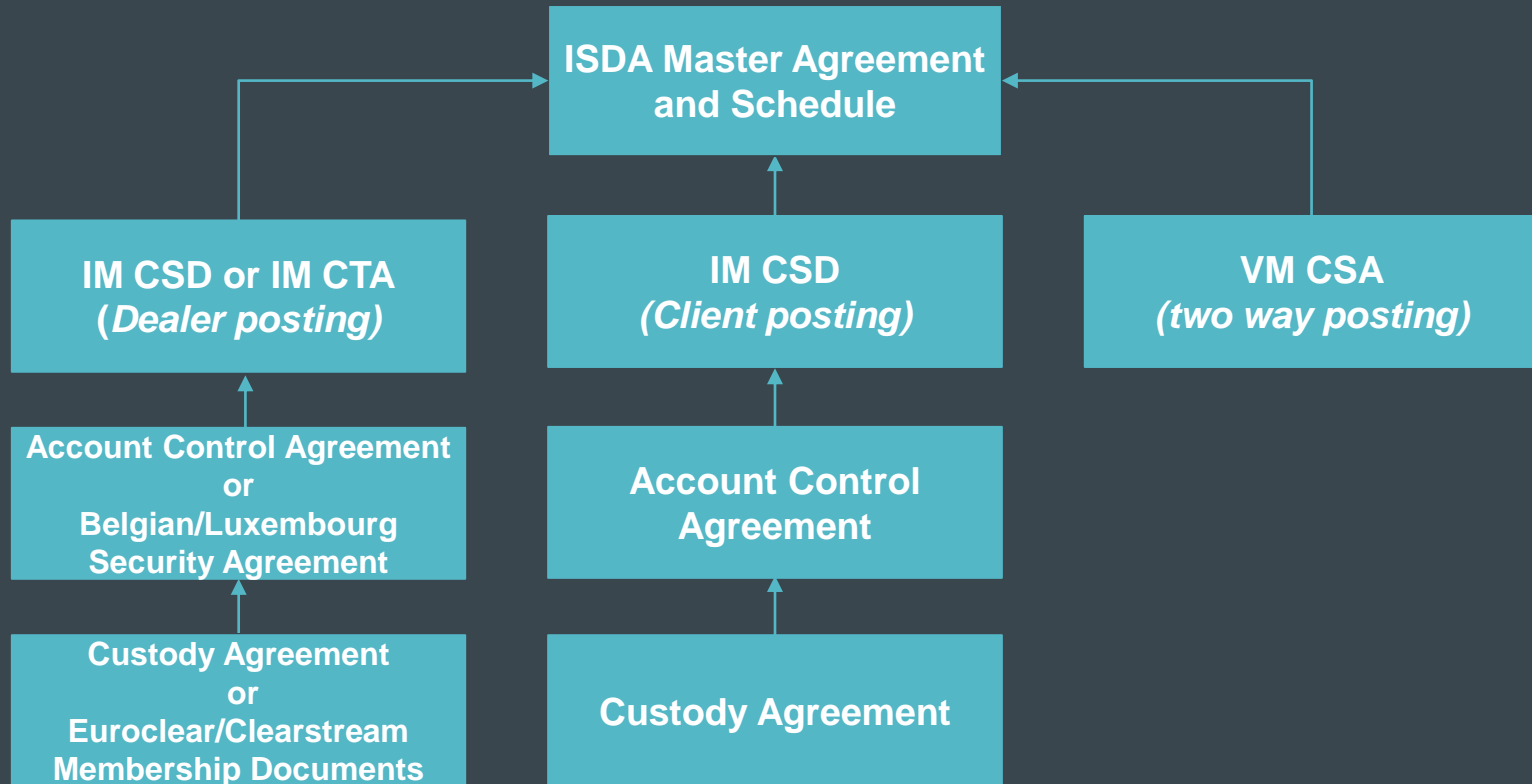 ISDA Master Agreement
and Schedule
IM CSD or IM CTA
(Dealer posting)
IM CSD
(Client posting)
VM CSA
(two way posting)
Account Control Agreement
or
Belgian/Luxembourg
Security Agreement
Account Control
Agreement
Custody Agreement
or
Euroclear/Clearstream
Membership Documents
Custody Agreement